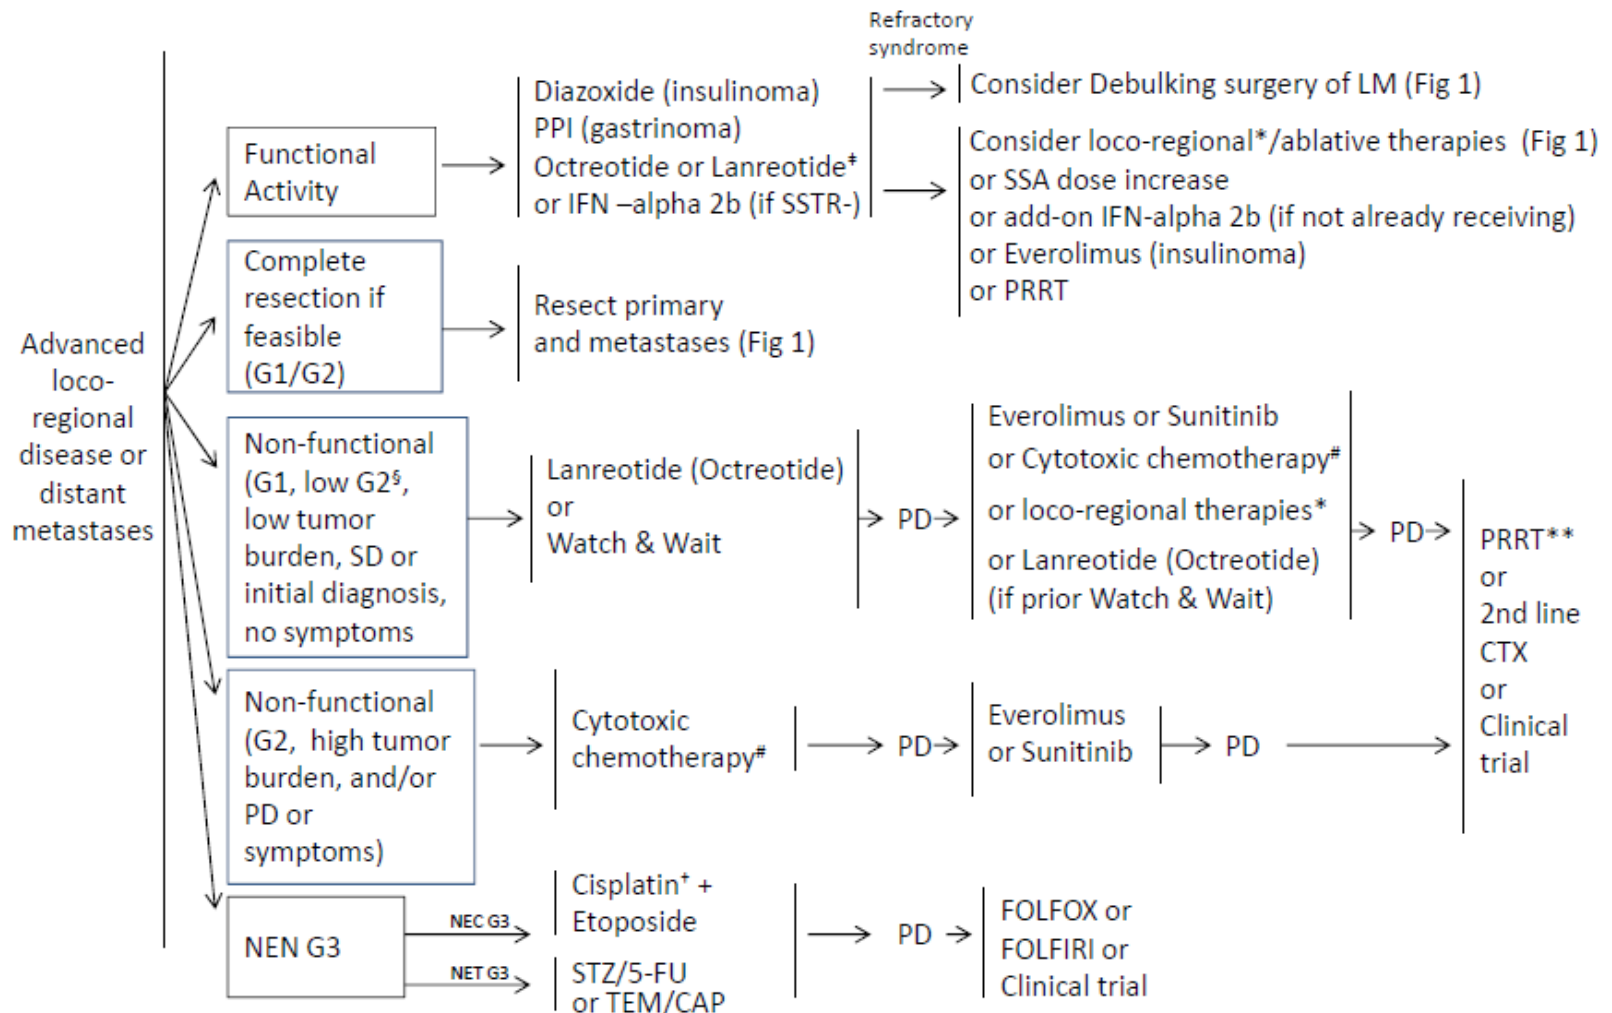 Refractory
syndrome
Advanced
loco-
regional
disease or
distant
metastases
Functional
Activity
Diazoxide (insulinoma)
PPI (gastrinoma)
Octreotide or Lanreotide‡
or IFN –alpha 2b (if SSTR-)
Consider Debulking surgery of LM (Fig 1)
Consider loco-regional*/ablative therapies (Fig 1)
or SSA dose increase
or add-on IFN-alpha 2b (if not already receiving)
or Everolimus (insulinoma)
or PRRT
Complete
resection if
feasible
(G1/G2)
Resect primary
and metastases (Fig 1)
Non-functional
(G1, low G2§,
low tumor
burden, SD or
initial diagnosis,
no symptoms
Lanreotide (Octreotide)
or
Watch & Wait
PD
Everolimus or Sunitinib
or Cytotoxic chemotherapy#
or loco-regional therapies*
or Lanreotide (Octreotide)
(if prior Watch & Wait)
PD
PRRT**
or
2nd line
CTX
or
Clinical
trial
Non-functional
(G2, high tumor
burden, and/or
PD or
symptoms)
Cytotoxic
chemotherapy#
PD
Everolimus
or Sunitinib
PD
NEN G3
NEC G3
Cisplatin† +
Etoposide
NET G3
STZ/5-FU
or TEM/CAP
PD
FOLFOX or
FOLFIRI or
Clinical trial